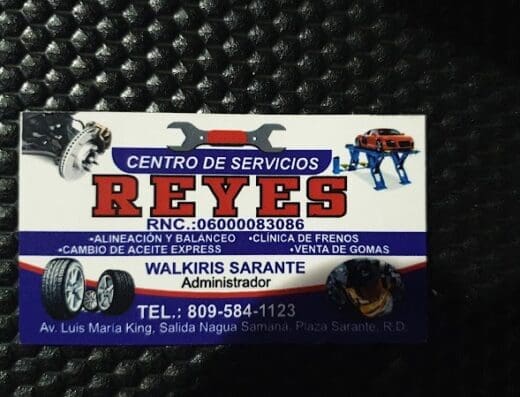 CENTRO DE SERVICIOS
REYES
RNC.:06000083086
•ALINEACIÓN Y BALANCEO •CLÍNICA DE FRENOS
•CAMBIO DE ACEITE EXPRESS •VENTA DE GOMAS
WALKIRIS SARANTE
Administrador
TEL.: 809-584-1123
Av. Luis María King, Salida Nagua Samaná, Plaza Sarante, R.D.